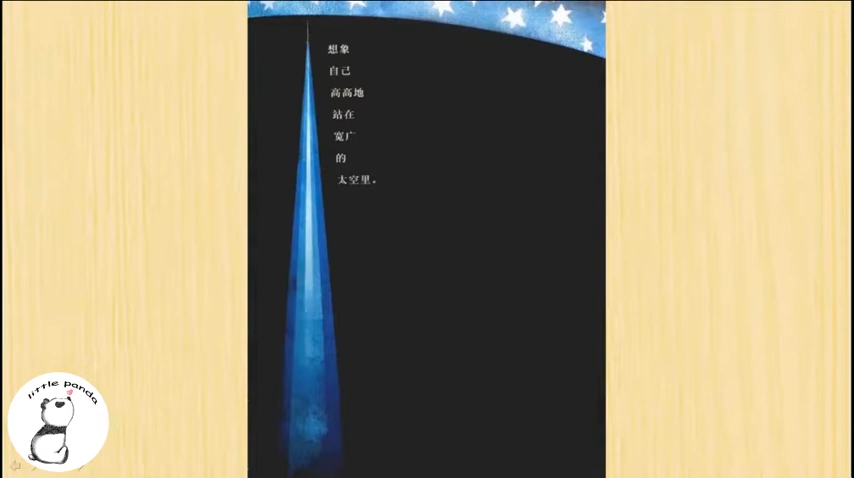 想象
自己
高高地
站在
宽广
的
太空里。
little panda